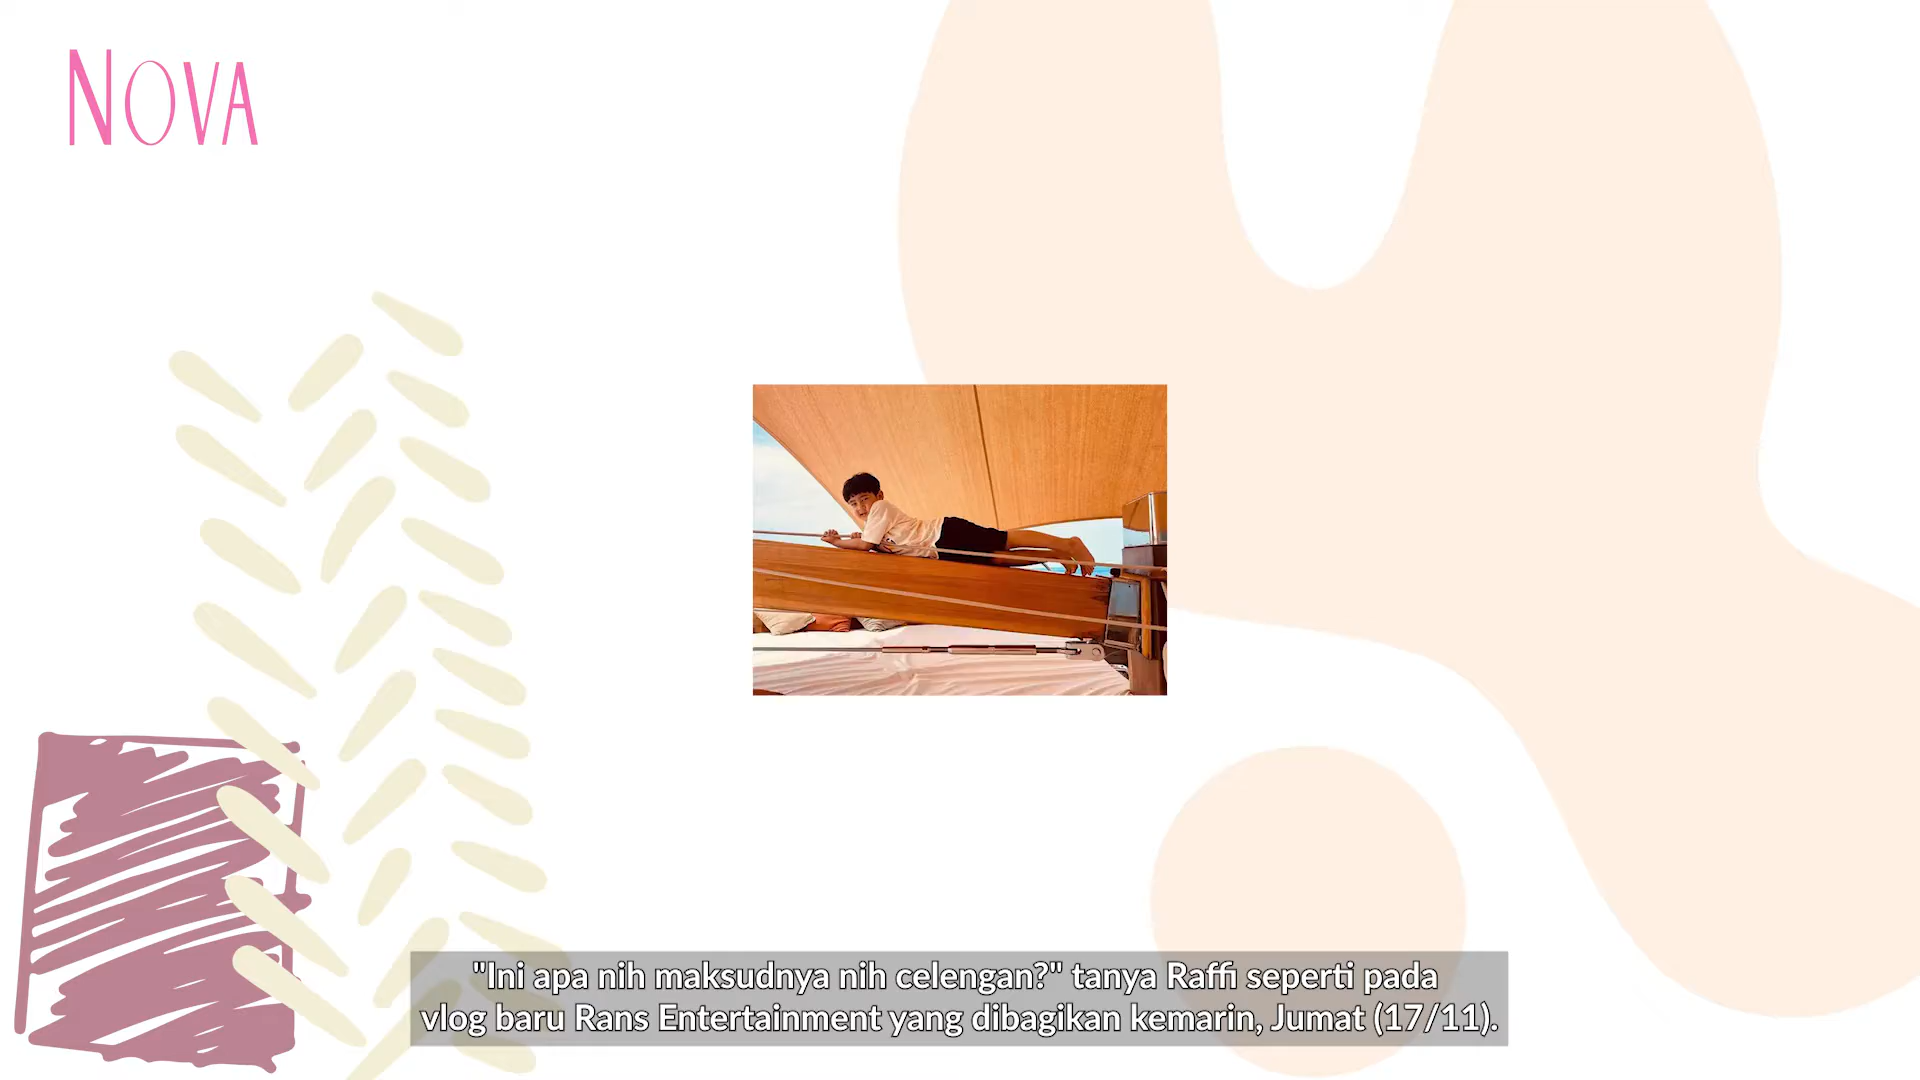 NOVA
"Ini apa nih maksudnya nih celengan?" tanya Raffi seperti pada
vlog baru Rans Entertainment yang dibagikan kemarin, Jumat (17/11).